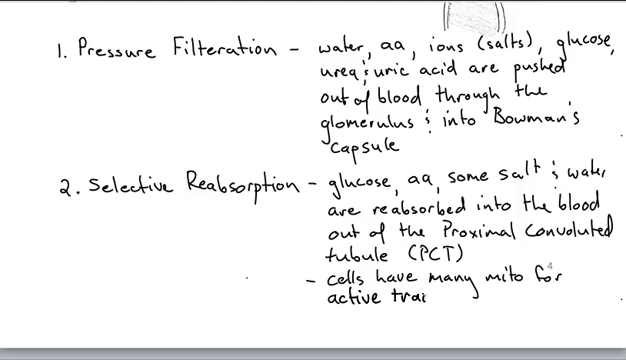 1. Pressure Filteration - water, aa, ions (salts), glucose,
urea & uric acid are pushed
out of blood through the
glomerulus & into Bowman's
capsule
2. Selective Reabsorption - glucose, aa, some salt & water
are reabsorbed into the blood
out of the Proximal Convoluted
tubule (PCT)
- cells have many mito for
active trai